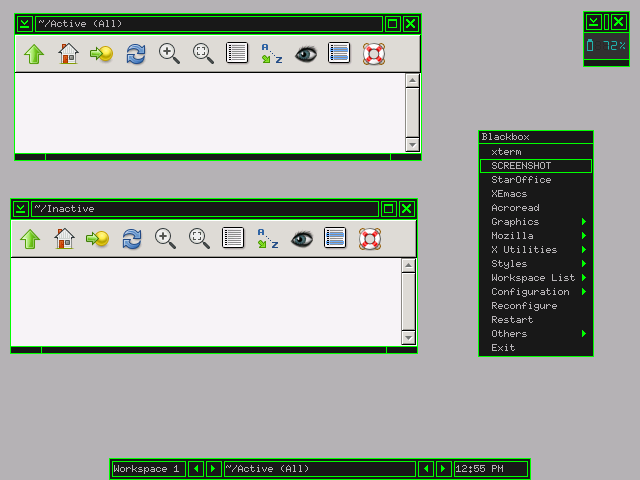 ~/Active (All)
72%
Blackbox
xterm
SCREENSHOT
StarOffice
XEmacs
Acroread
Graphics
Mozilla
X Utilities
Styles
Workspace List
Configuration
Reconfigure
Restart
Others
Exit
~/Inactive
A
Z
A
Z
Workspace 1
~/Active (All)
12:55 PM